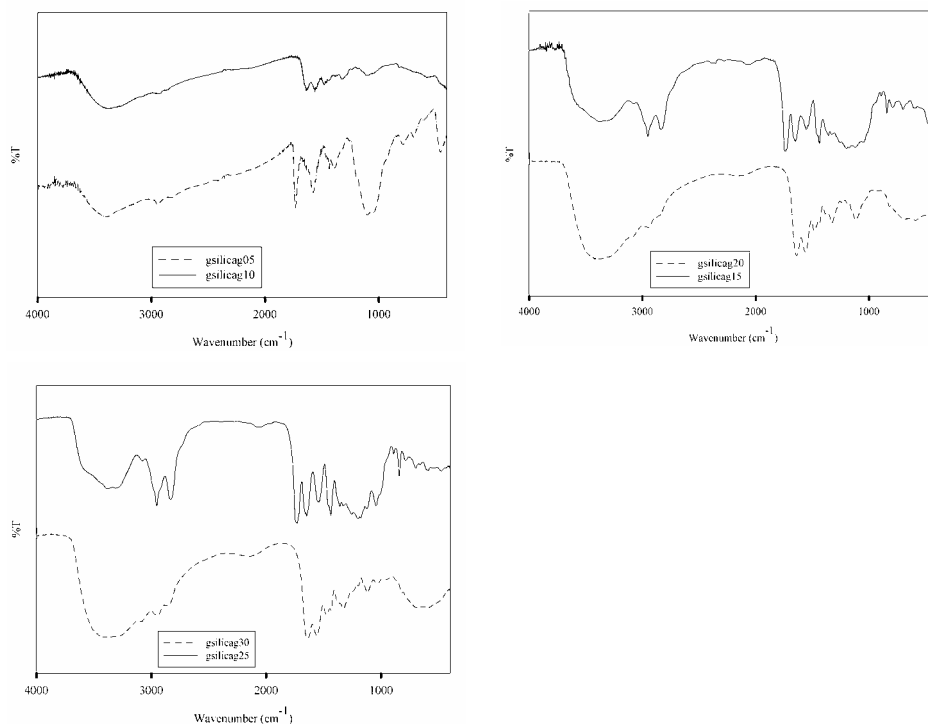 %T
gsilicag05
gsilicag10
4000 3000 2000 1000
Wavenumber (cm-1)
%T
gsilicag20
gsilicag15
4000 3000 2000 1000
Wavenumber (cm-1)
%T
gsilicag30
gsilicag25
4000 3000 2000 1000
Wavenumber (cm-1)